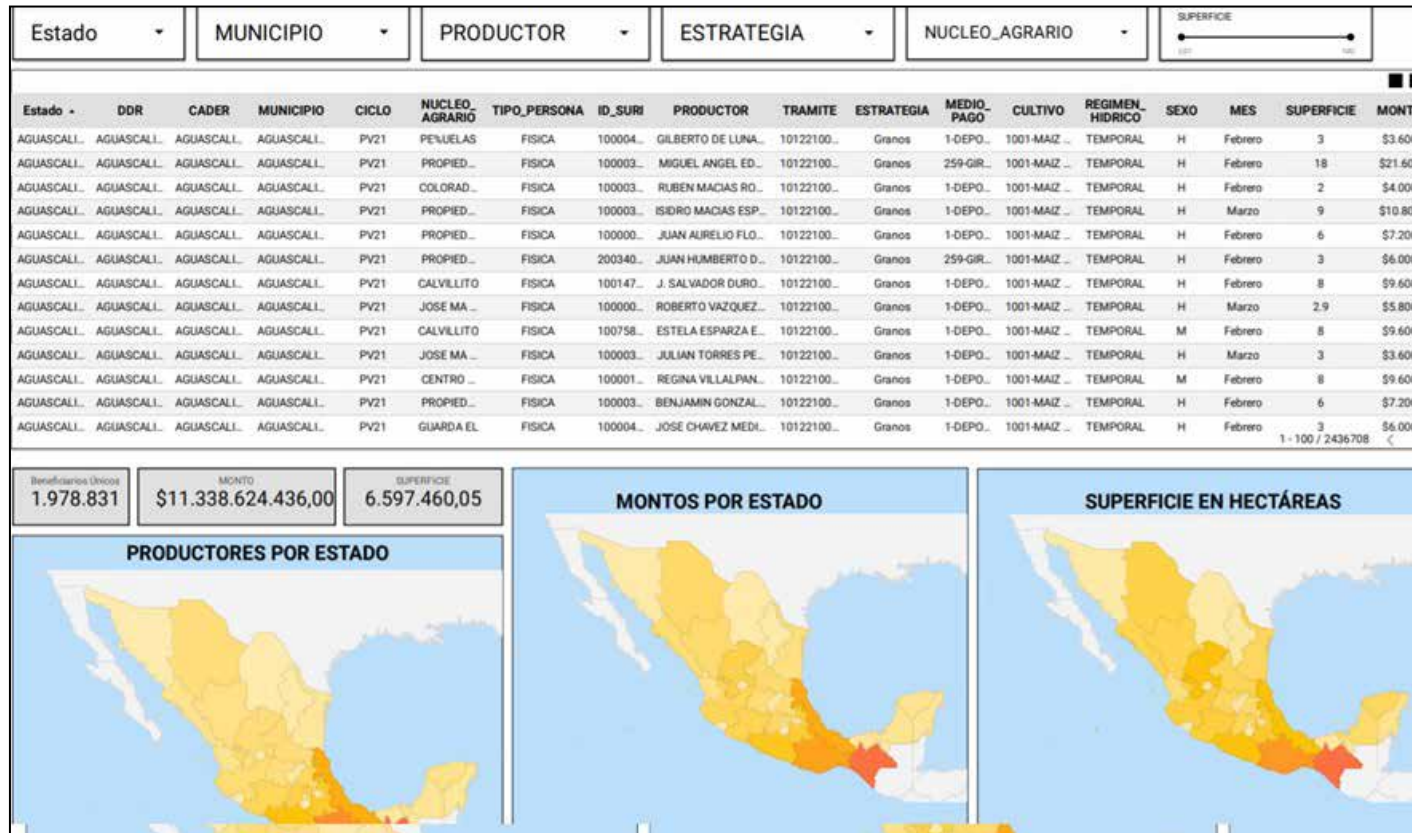 Estado MUNICIPIO PRODUCTOR ESTRATEGIA NUCLEO_AGRARIO SUPERFICIE
Estado DDR CADER MUNICIPIO CICLO NUCLEO_AGRARIO TIPO_PERSONA ID_SURI PRODUCTOR TRAMITE ESTRATEGIA MEDIO_PAGO CULTIVO REGIMEN_HIDRICO SEXO MES SUPERFICIE MONT
AGUASCALI... AGUASCALI... AGUASCALI... AGUASCALI... PV21 PE%UELAS FISICA 100004... GILBERTO DE LUNA... 10122100... Granos 1-DEPO... 1001-MAIZ ... TEMPORAL H Febrero 3 $3.600
AGUASCALI... AGUASCALI... AGUASCALI... AGUASCALI... PV21 PROPIED... FISICA 100003... MIGUEL ANGEL ED... 10122100... Granos 259-GIR... 1001-MAIZ ... TEMPORAL H Febrero 18 $21.60
AGUASCALI... AGUASCALI... AGUASCALI... AGUASCALI... PV21 COLORAD... FISICA 100003... RUBEN MACIAS RO... 10122100... Granos 1-DEPO... 1001-MAIZ ... TEMPORAL H Febrero 2 $4.000
AGUASCALI... AGUASCALI... AGUASCALI... AGUASCALI... PV21 PROPIED... FISICA 100003... ISIDRO MACIAS ESP... 10122100... Granos 1-DEPO... 1001-MAIZ ... TEMPORAL H Marzo 9 $10.80
AGUASCALI... AGUASCALI... AGUASCALI... AGUASCALI... PV21 PROPIED... FISICA 100000... JUAN AURELIO FLO... 10122100... Granos 1-DEPO... 1001-MAIZ ... TEMPORAL H Febrero 6 $7.200
AGUASCALI... AGUASCALI... AGUASCALI... AGUASCALI... PV21 PROPIED... FISICA 200340... JUAN HUMBERTO D... 10122100... Granos 259-GIR... 1001-MAIZ ... TEMPORAL H Febrero 3 $6.000
AGUASCALI... AGUASCALI... AGUASCALI... AGUASCALI... PV21 CALVILLITO FISICA 100147... J. SALVADOR DURO... 10122100... Granos 1-DEPO... 1001-MAIZ ... TEMPORAL H Febrero 8 $9.600
AGUASCALI... AGUASCALI... AGUASCALI... AGUASCALI... PV21 JOSE MA ... FISICA 100000... ROBERTO VAZQUEZ... 10122100... Granos 1-DEPO... 1001-MAIZ ... TEMPORAL H Marzo 2.9 $5.800
AGUASCALI... AGUASCALI... AGUASCALI... AGUASCALI... PV21 CALVILLITO FISICA 100758... ESTELA ESPARZA E... 10122100... Granos 1-DEPO... 1001-MAIZ ... TEMPORAL M Febrero 8 $9.600
AGUASCALI... AGUASCALI... AGUASCALI... AGUASCALI... PV21 JOSE MA ... FISICA 100003... JULIAN TORRES PE... 10122100... Granos 1-DEPO... 1001-MAIZ ... TEMPORAL H Marzo 3 $3.600
AGUASCALI... AGUASCALI... AGUASCALI... AGUASCALI... PV21 CENTRO ... FISICA 100001... REGINA VILLALPAN... 10122100... Granos 1-DEPO... 1001-MAIZ ... TEMPORAL M Febrero 8 $9.600
AGUASCALI... AGUASCALI... AGUASCALI... AGUASCALI... PV21 PROPIED... FISICA 100003... BENJAMIN GONZAL... 10122100... Granos 1-DEPO... 1001-MAIZ ... TEMPORAL H Febrero 6 $7.200
AGUASCALI... AGUASCALI... AGUASCALI... AGUASCALI... PV21 GUARDA EL FISICA 100004... JOSE CHAVEZ MEDI... 10122100... Granos 1-DEPO... 1001-MAIZ ... TEMPORAL H Febrero 3 $6.000
1 - 100 / 2436708 <
Beneficiarios Únicos MONTO SUPERFICIE
1.978.831 $11.338.624.436,00 6.597.460,05
MONTOS POR ESTADO SUPERFICIE EN HECTÁREAS
PRODUCTORES POR ESTADO